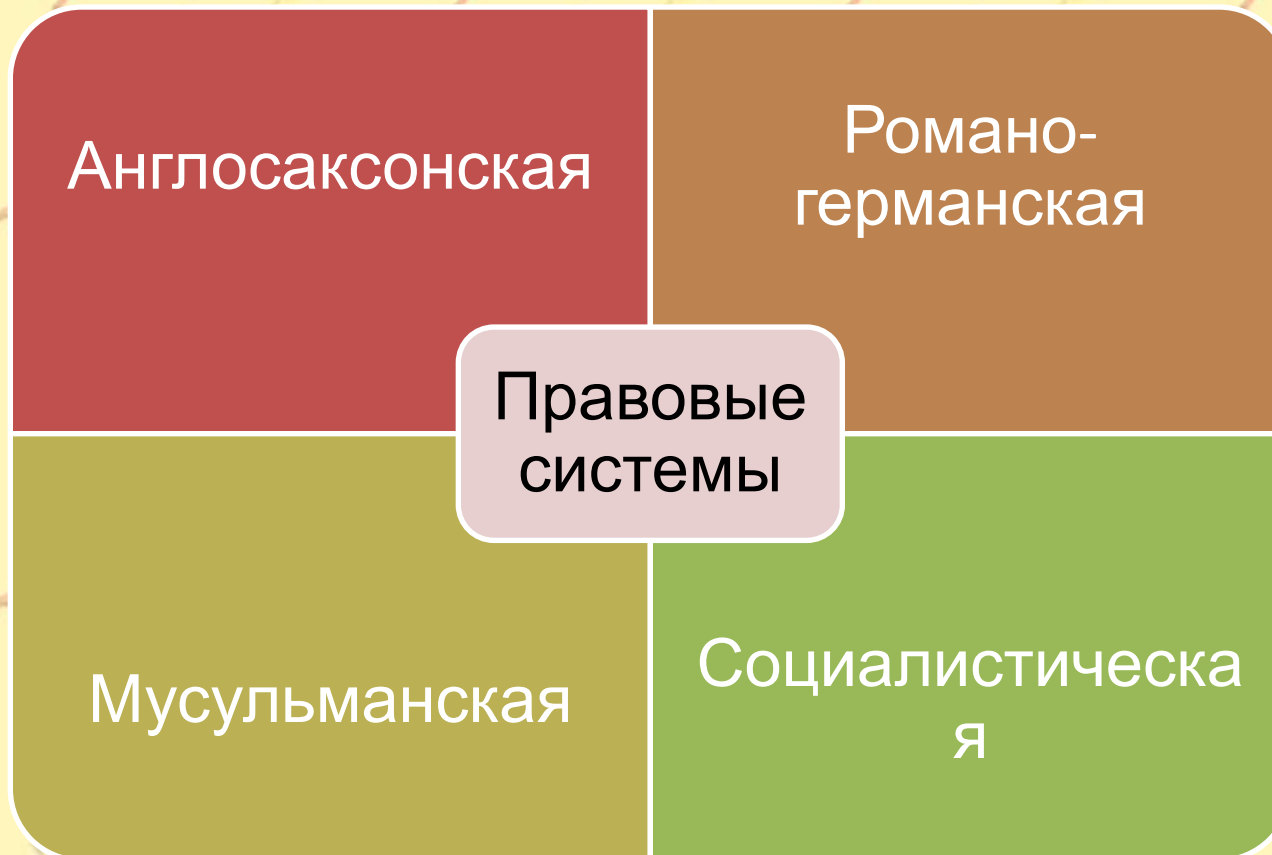 Англосаксонская
Романо-
германская
Правовые
системы
Мусульманская
Социалистическа
я